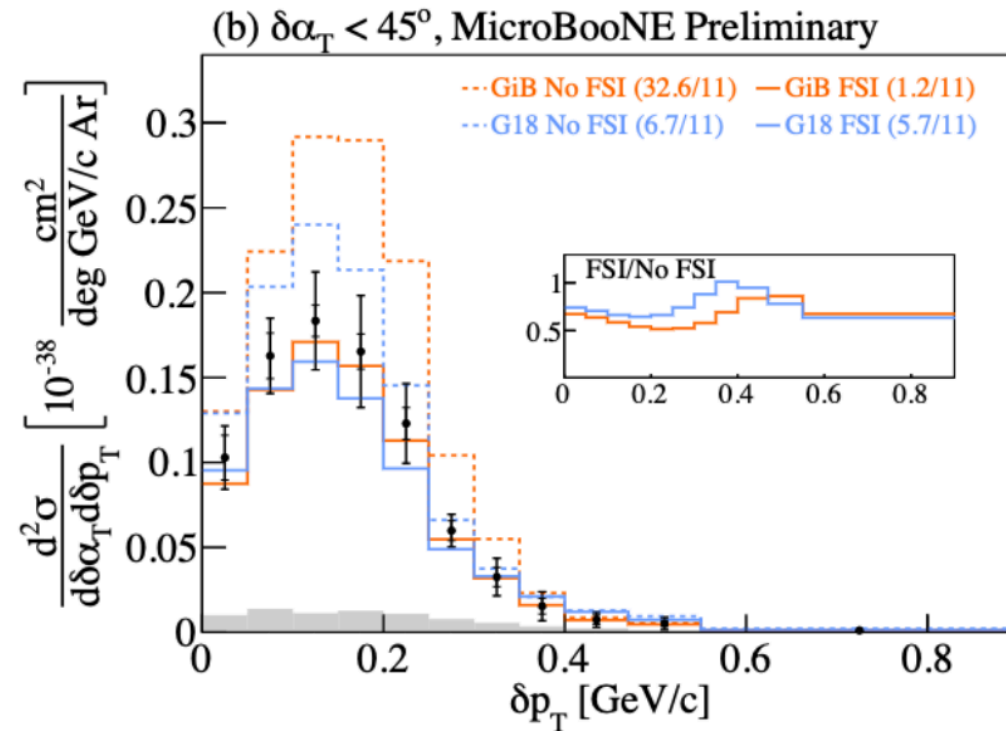 (b) δα_T < 45°, MicroBooNE Preliminary
GiB No FSI (32.6/11) GiB FSI (1.2/11)
G18 No FSI (6.7/11) G18 FSI (5.7/11)
d²σ/dδα_T dδp_T [10⁻³⁸ cm²/deg GeV/c Ar]
0.3
0.25
0.2
0.15
0.1
0.05
0
FSI/No FSI
1
0.5
0 0.2 0.4 0.6 0.8
0 0.2 0.4 0.6 0.8
δp_T [GeV/c]